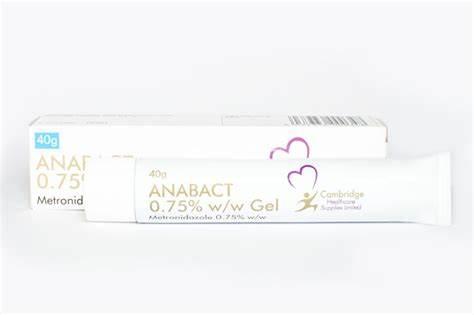 40g
ANAB
0.75%
Metronid
40g
ANABACT
0.75% w/w Gel
Metronidazole 0.75% w/w
Cambridge
Healthcare
Supplies Limited